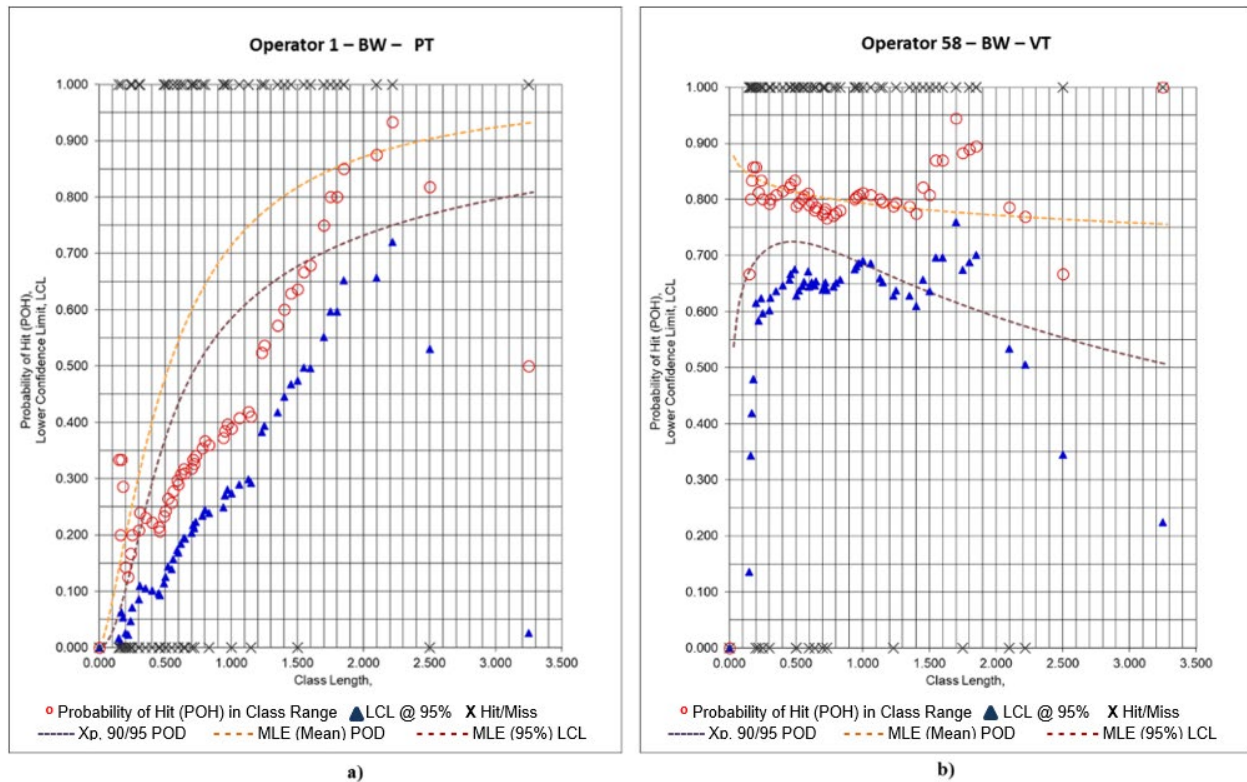 Operator 1 – BW – PT
1.000
0.900
0.800
0.700
0.600
0.500
0.400
0.300
0.200
0.100
0.000
Probability of Hit (POH),
Lower Confidence Limit, LCL
0.000 0.500 1.000 1.500 2.000 2.500 3.000 3.500
Class Length,
o Probability of Hit (POH) in Class Range LCL @ 95% X Hit/Miss
Xp, 90/95 POD MLE (Mean) POD MLE (95%) LCL
a)
Operator 58 – BW – VT
1.000
0.900
0.800
0.700
0.600
0.500
0.400
0.300
0.200
0.100
0.000
Probability of Hit (POH),
Lower Confidence Limit, LCL
0.000 0.500 1.000 1.500 2.000 2.500 3.000 3.500
Class Length,
o Probability of Hit (POH) in Class Range LCL @ 95% X Hit/Miss
Xp, 90/95 POD MLE (Mean) POD MLE (95%) LCL
b)